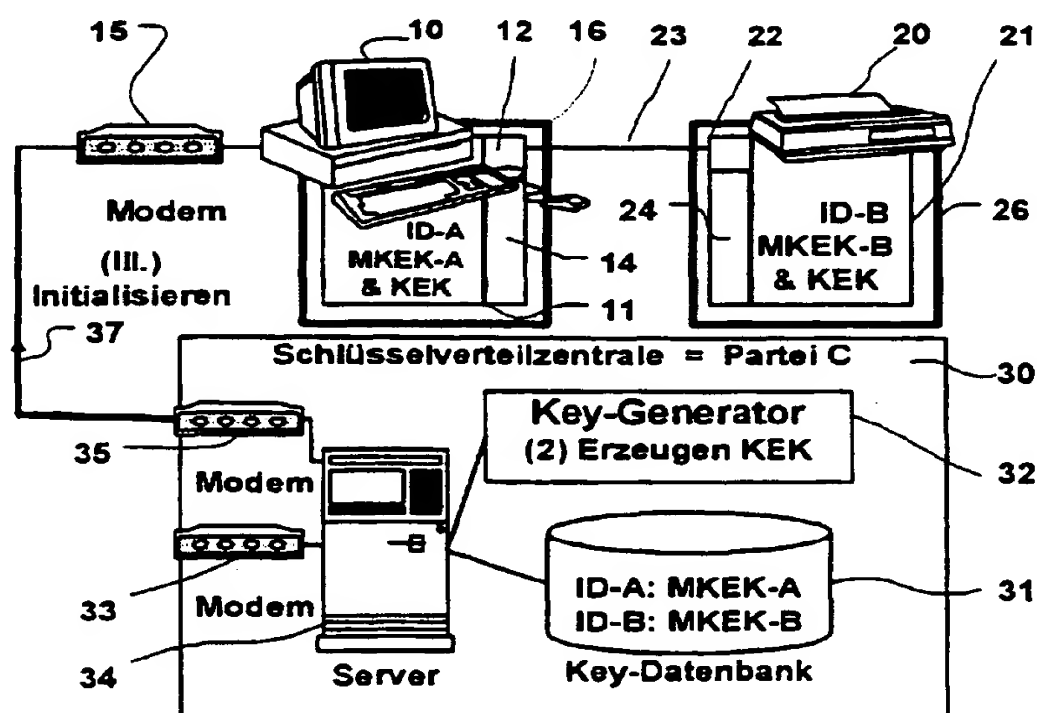 15
10
12
16
23
22
20
21
Modem
(III.)
Initialisieren
37
ID-A
MKEK-A
& KEK
14
11
24
ID-B
MKEK-B
& KEK
26
Schlüsselverteilzentrale = Partei C
30
35
Modem
Key-Generator
(2) Erzeugen KEK
32
33
Modem
34
Server
ID-A: MKEK-A
ID-B: MKEK-B
31
Key-Datenbank